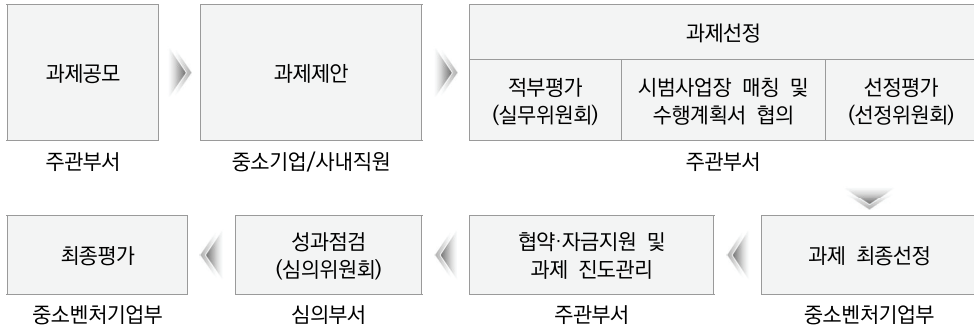 과제공모
주관부서
과제제안
중소기업/사내직원
과제선정
적부평가
(실무위원회)
시범사업장 매칭 및
수행계획서 협의
선정평가
(선정위원회)
주관부서
과제 최종선정
중소벤처기업부
협약·자금지원 및
과제 진도관리
주관부서
성과점검
(심의위원회)
심의부서
최종평가
중소벤처기업부